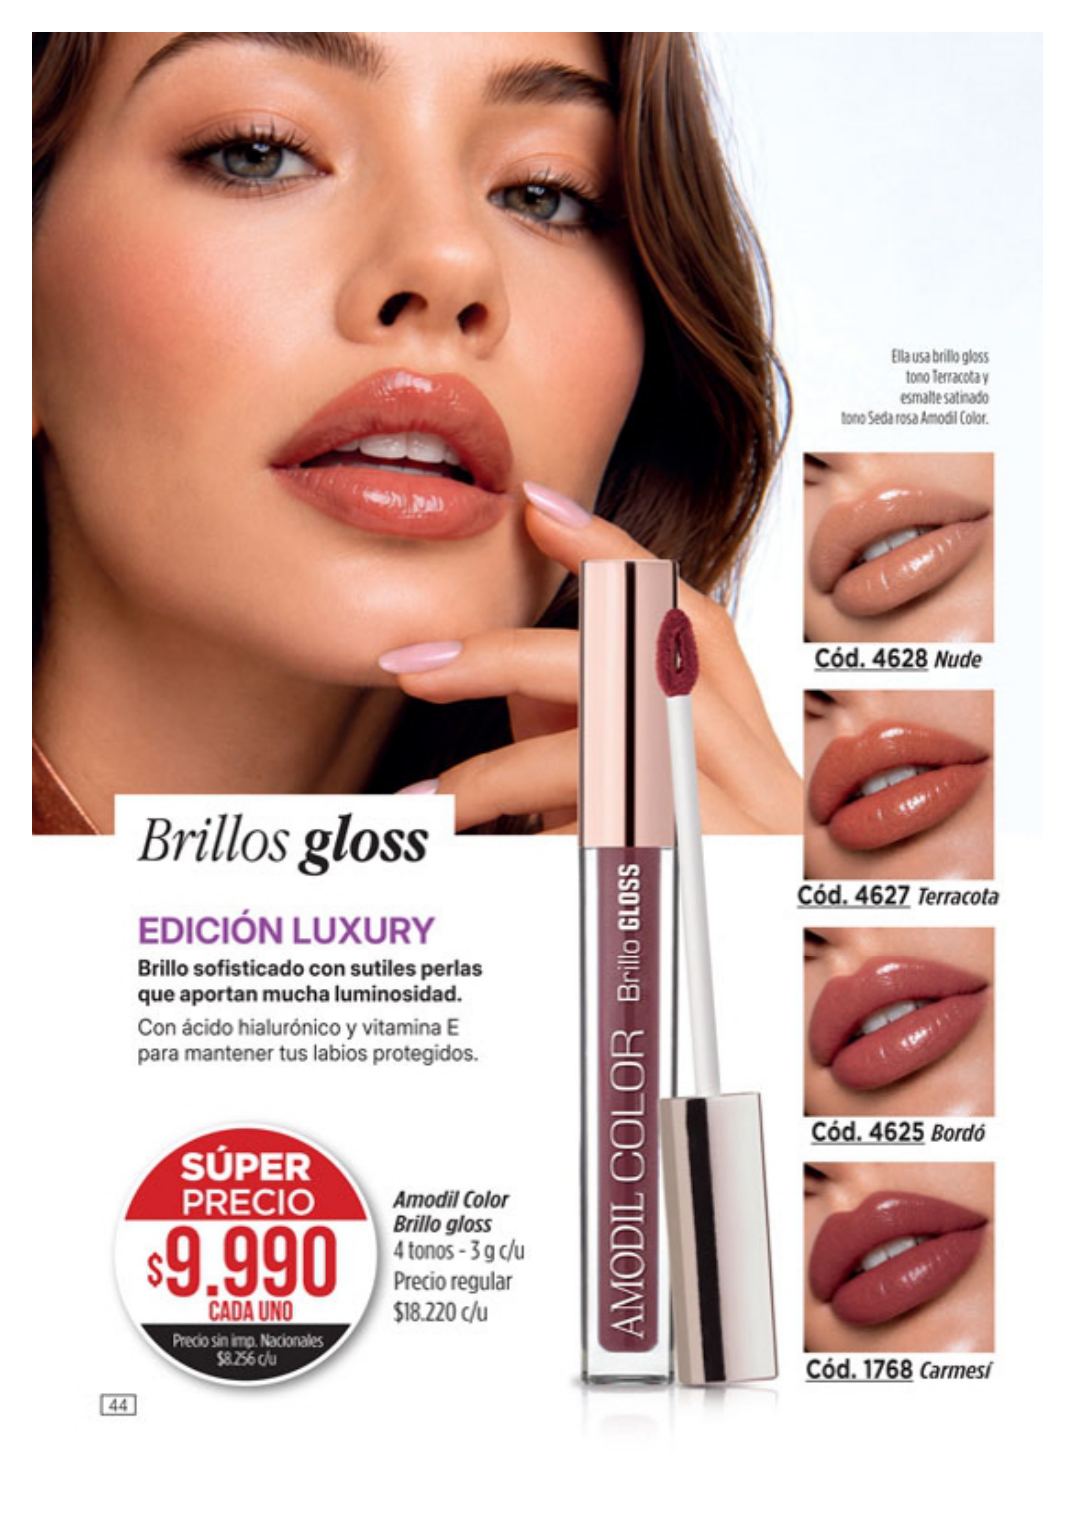 Ella usa brillo gloss
tono Terracota y
esmalte satinado
tono Seda rosa Amodil Color.
Cód. 4628 Nude
Cód. 4627 Terracota
Cód. 4625 Bordó
Cód. 1768 Carmesí
Brillos gloss
EDICIÓN LUXURY
Brillo sofisticado con sutiles perlas
que aportan mucha luminosidad.
Con ácido hialurónico y vitamina E
para mantener tus labios protegidos.
SÚPER
PRECIO
$9.990
CADA UNO
Precio sin imp. Nacionales
$8.256 c/u
Amodil Color
Brillo gloss
4 tonos - 3 g c/u
Precio regular
$18.220 c/u
AMODIL COLOR Brillo GLOSS
44